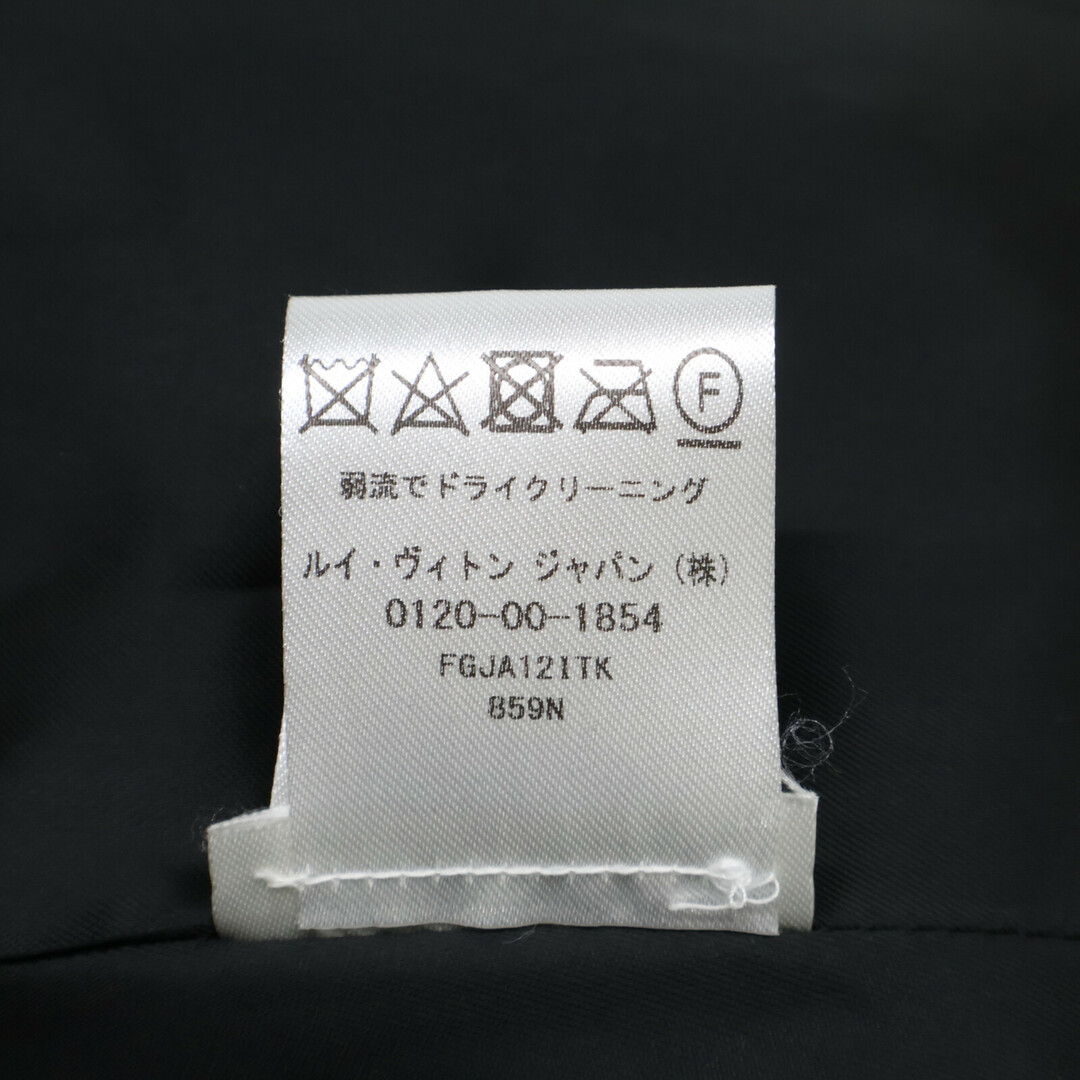 F
弱流でドライクリーニング
ルイ・ヴィトン ジャパン (株)
0120-00-1854
FGJA12ITK
859N